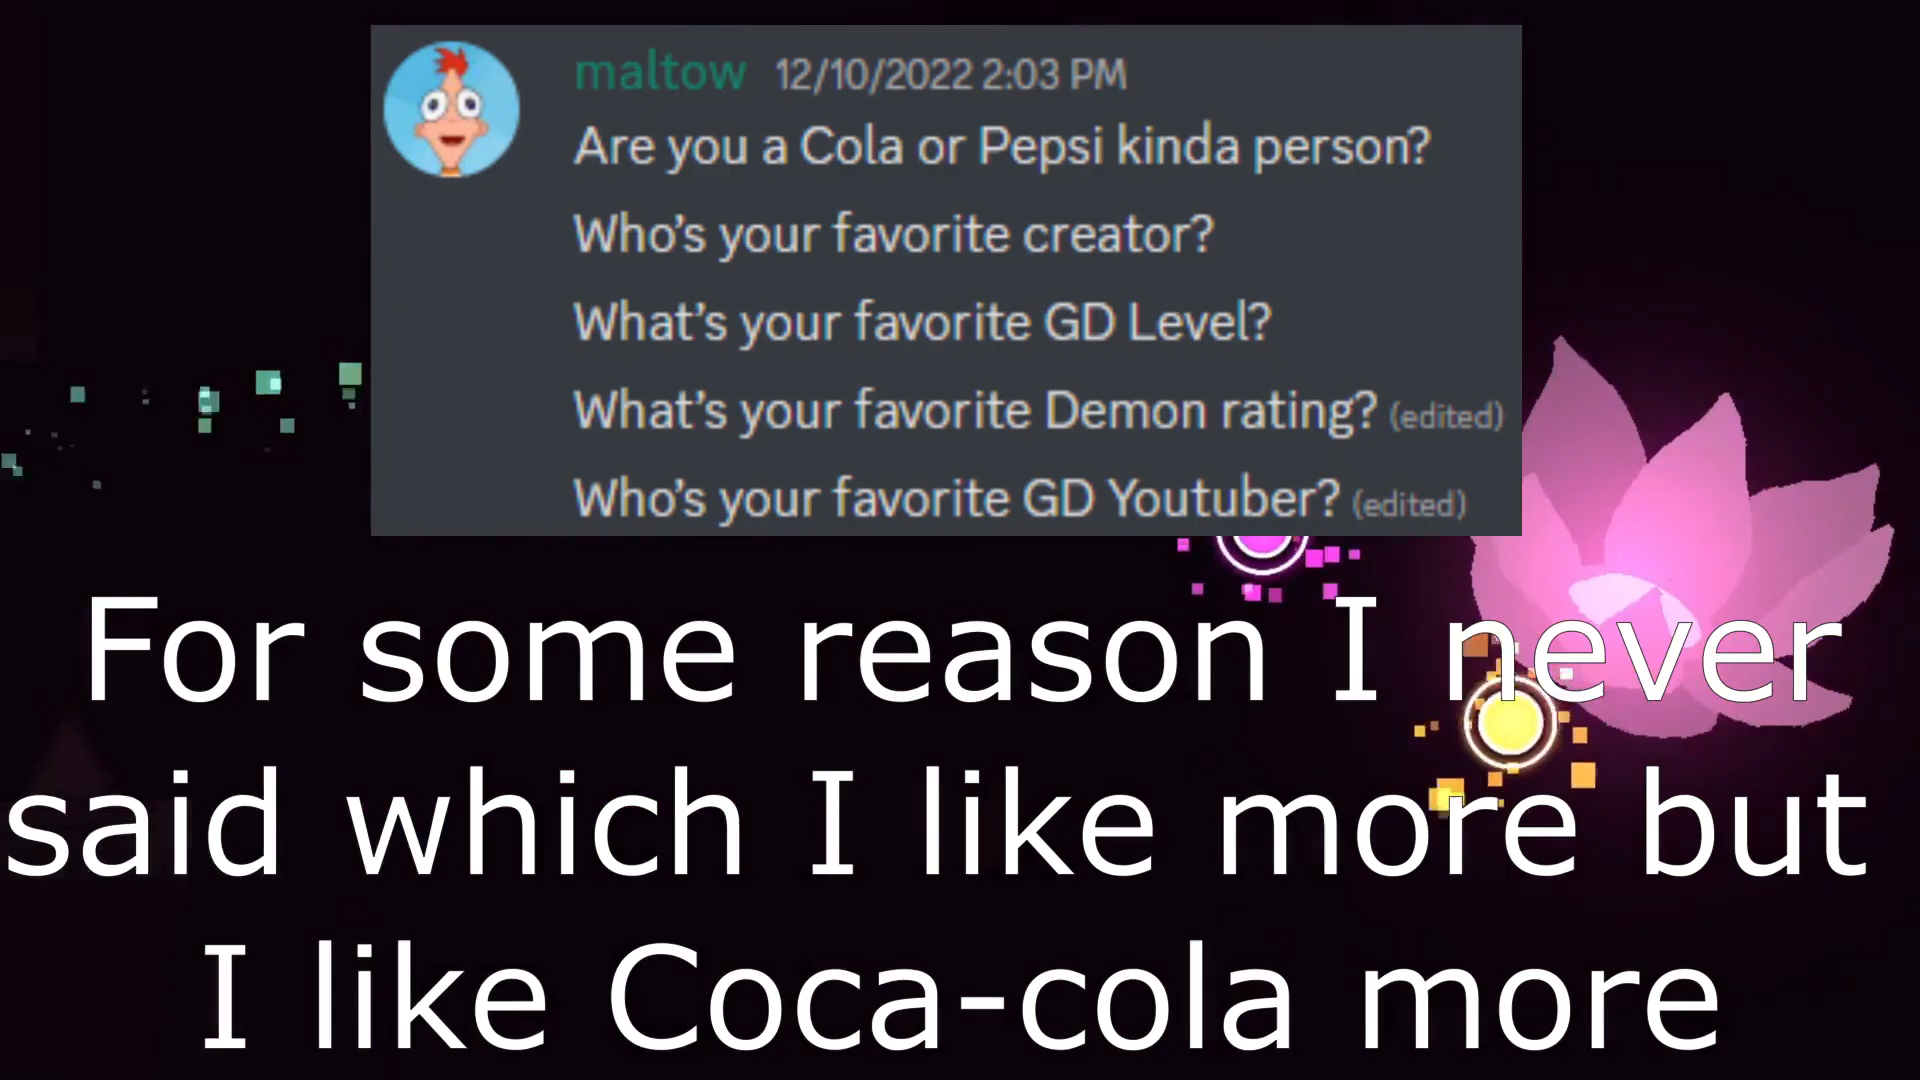 maltow 12/10/2022 2:03 PM
Are you a Cola or Pepsi kinda person?
Who's your favorite creator?
What's your favorite GD Level?
What's your favorite Demon rating? (edited)
Who's your favorite GD Youtuber? (edited)
For some reason I never
said which I like more but
I like Coca-cola more